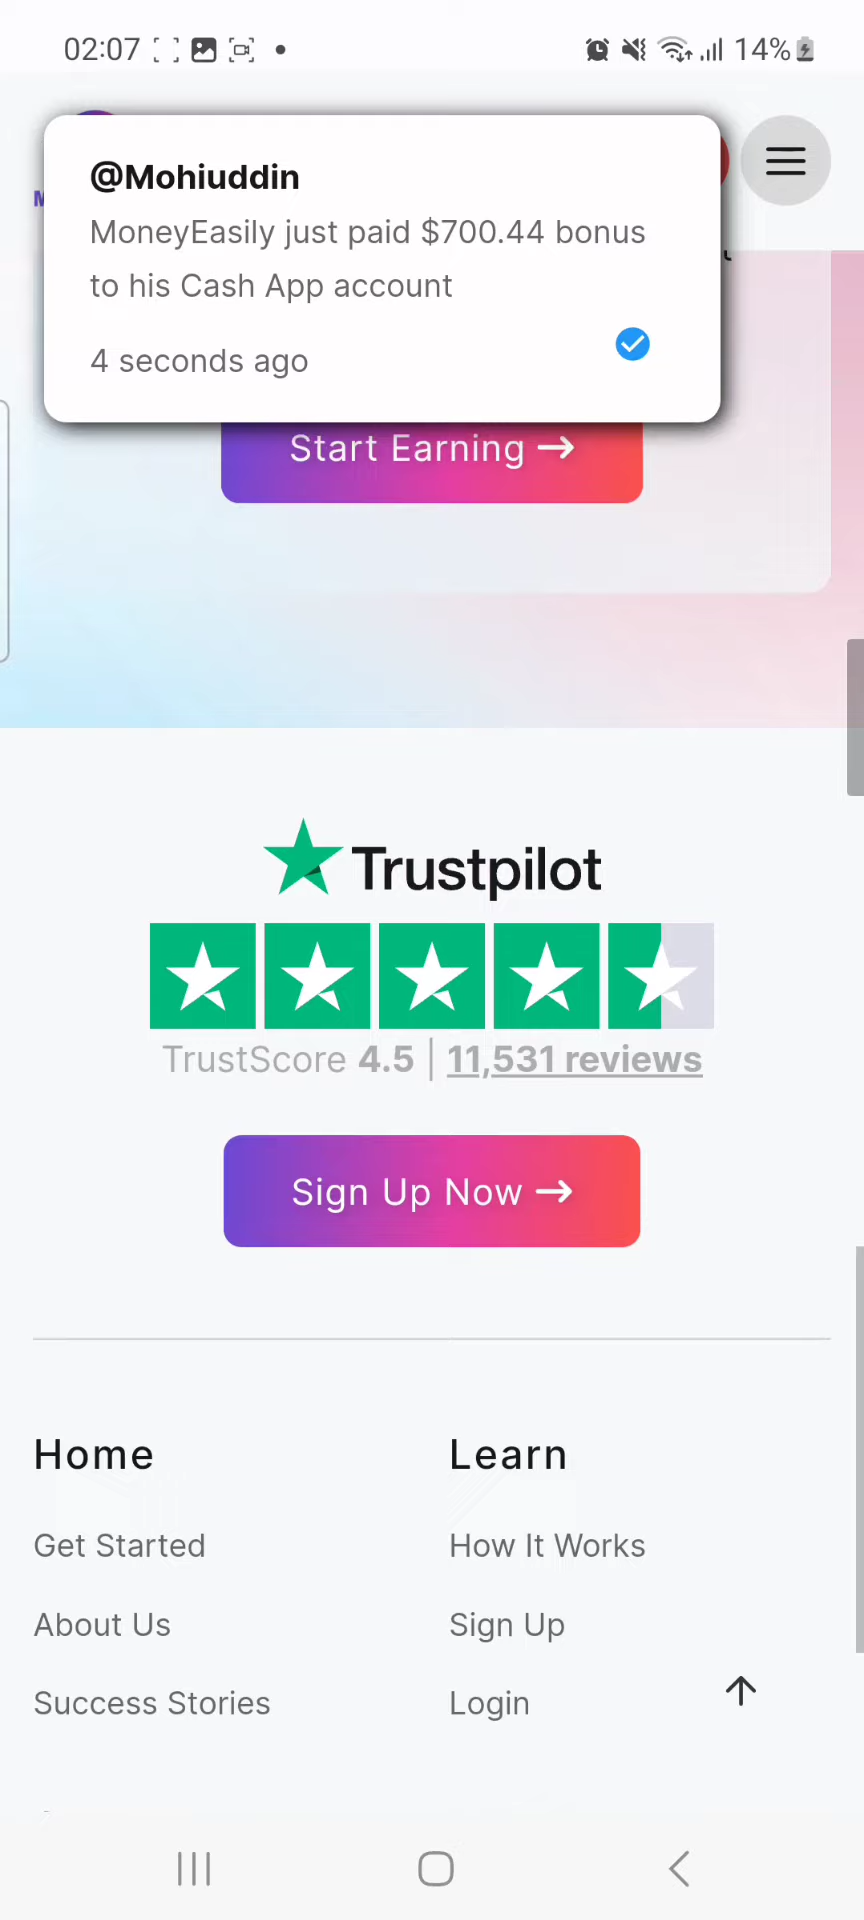 02:07
14%
@Mohiuddin
MoneyEasily just paid $700.44 bonus
to his Cash App account
4 seconds ago
Start Earning →
Trustpilot
TrustScore 4.5 | 11,531 reviews
Sign Up Now →
Home
Learn
Get Started
How It Works
About Us
Sign Up
Success Stories
Login